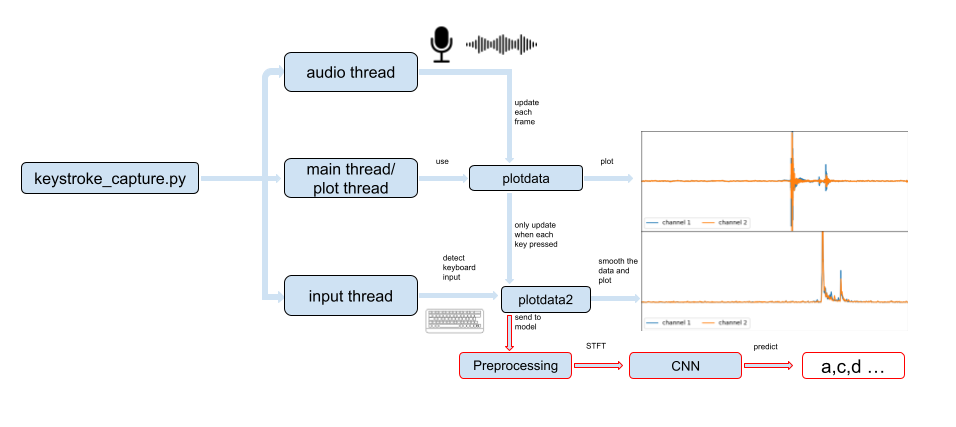 audio thread
update
each
frame
keystroke_capture.py
main thread/
plot thread
use
plotdata
plot
channel 1
channel 2
only update
when each
key pressed
input thread
detect
keyboard
input
plotdata2
smooth the
data and
plot
channel 1
channel 2
send to
model
Preprocessing
STFT
CNN
predict
a,c,d ...